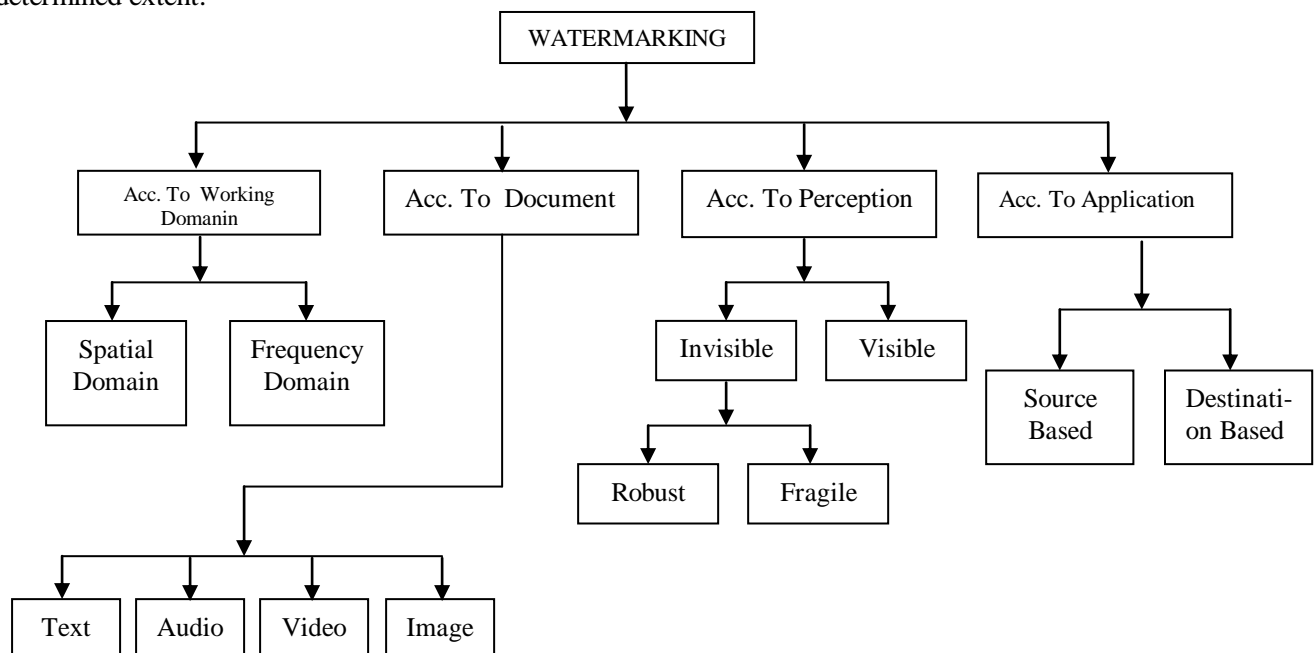 determined extent.
WATERMARKING
Acc. To Working
Domanin
Acc. To Document
Acc. To Perception
Acc. To Application
Spatial
Domain
Frequency
Domain
Invisible
Visible
Source
Based
Destinati-
on Based
Robust
Fragile
Text
Audio
Video
Image